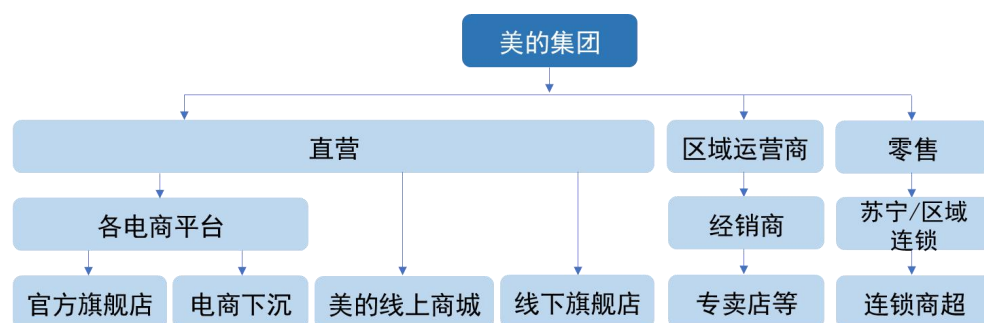 美的集团
直营
区域运营商
零售
各电商平台
经销商
苏宁/区域
连锁
官方旗舰店
电商下沉
美的线上商城
线下旗舰店
专卖店等
连锁商超